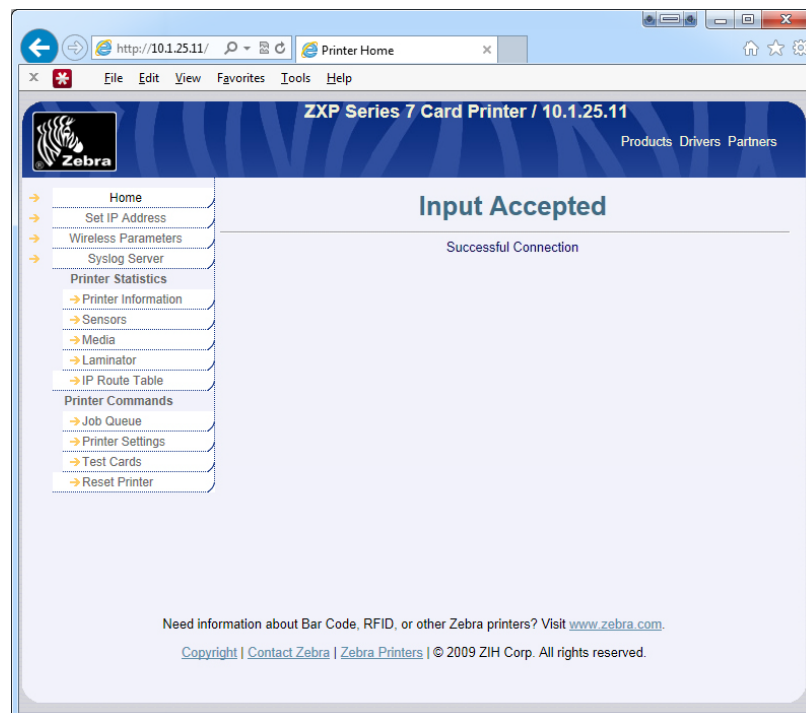 http://10.1.25.11/
Printer Home
File Edit View Favorites Tools Help
ZXP Series 7 Card Printer / 10.1.25.11
Products Drivers Partners
Zebra
Home
Set IP Address
Wireless Parameters
Syslog Server
Printer Statistics
Printer Information
Sensors
Media
Laminator
IP Route Table
Printer Commands
Job Queue
Printer Settings
Test Cards
Reset Printer
Input Accepted
Successful Connection
Need information about Bar Code, RFID, or other Zebra printers? Visit www.zebra.com.
Copyright | Contact Zebra | Zebra Printers | © 2009 ZIH Corp. All rights reserved.